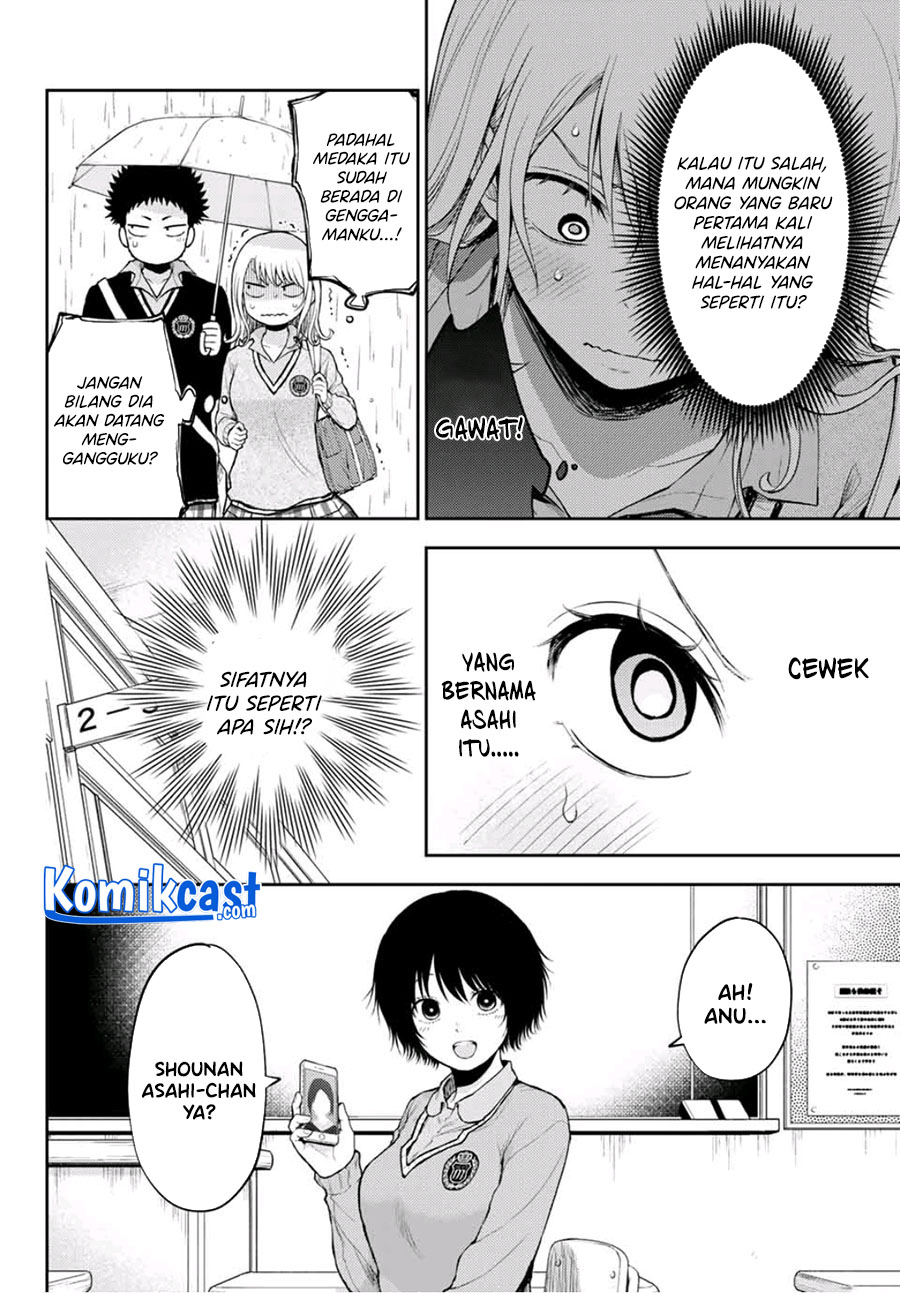 KALAU ITU SALAH,
MANA MUNGKIN
ORANG YANG BARU
PERTAMA KALI
MELIHATNYA
MENANYAKAN
HAL-HAL YANG
SEPERTI ITU?
GAWAT!
PADAHAL
MEDAKA ITU
SUDAH
BERADA DI
GENGGA-
MANKU...!
JANGAN
BILANG DIA
AKAN DATANG
MENG-
GANGGUKU?
CEWEK
YANG
BERNAMA
ASAHI
ITU.....
SIFATNYA
ITU SEPERTI
APA SIH!?
Komikcast
.com
AH!
ANU...
SHOUNAN
ASAHI-CHAN
YA?